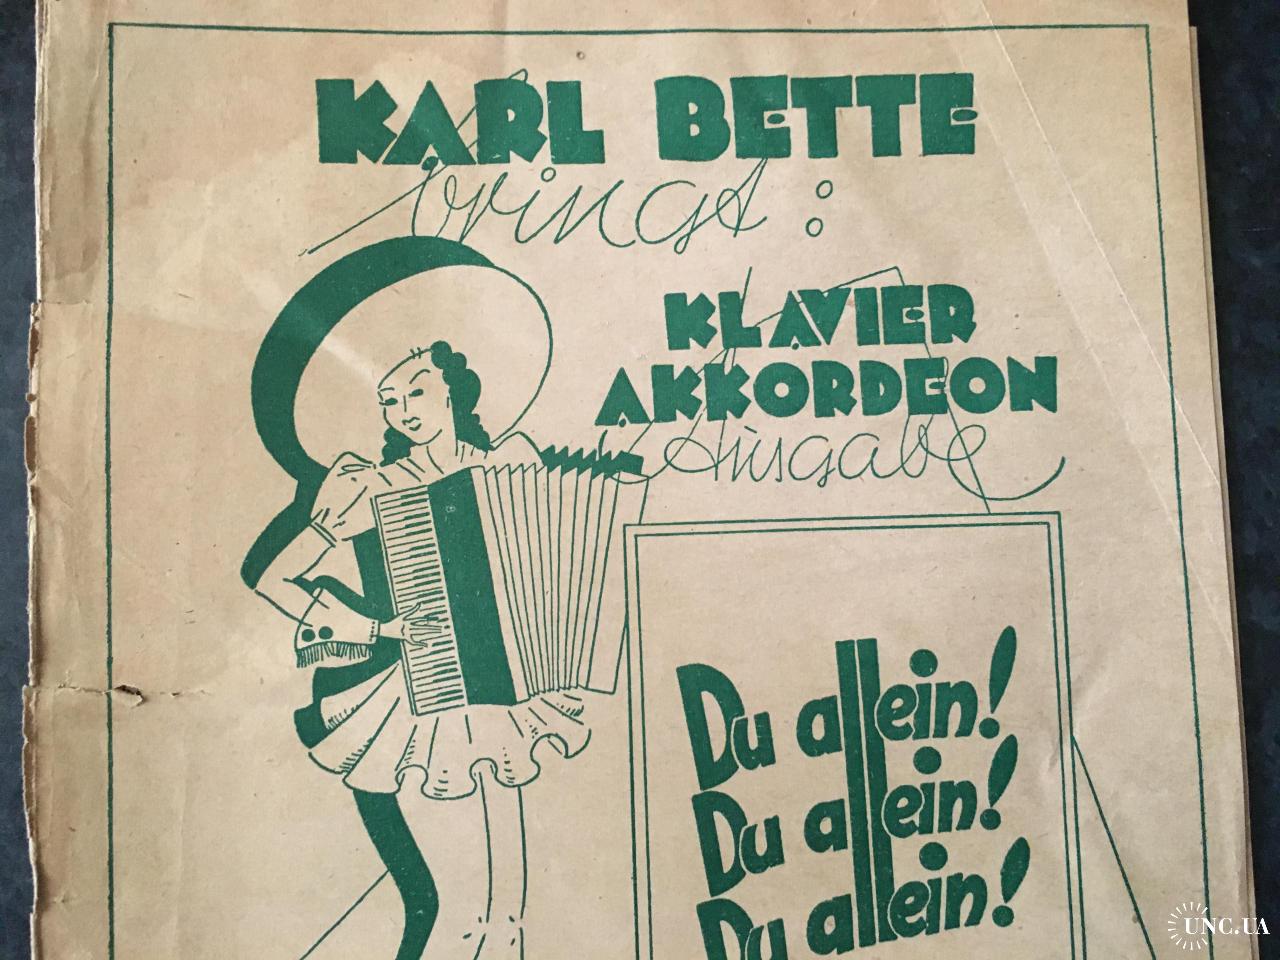 KARL BETTE
bringt:
KLAVIER
AKKORDEON
Ausgabe
Du allein!
Du allein!
Du allein!
UNC.UA